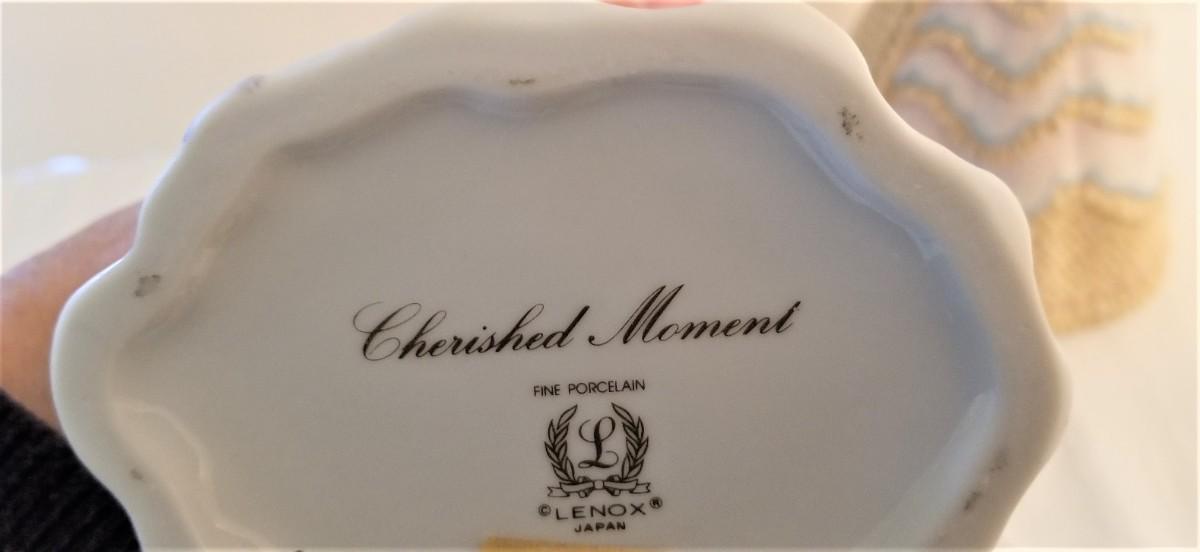 Cherished Moment
FINE PORCELAIN
L
©LENOX®
JAPAN